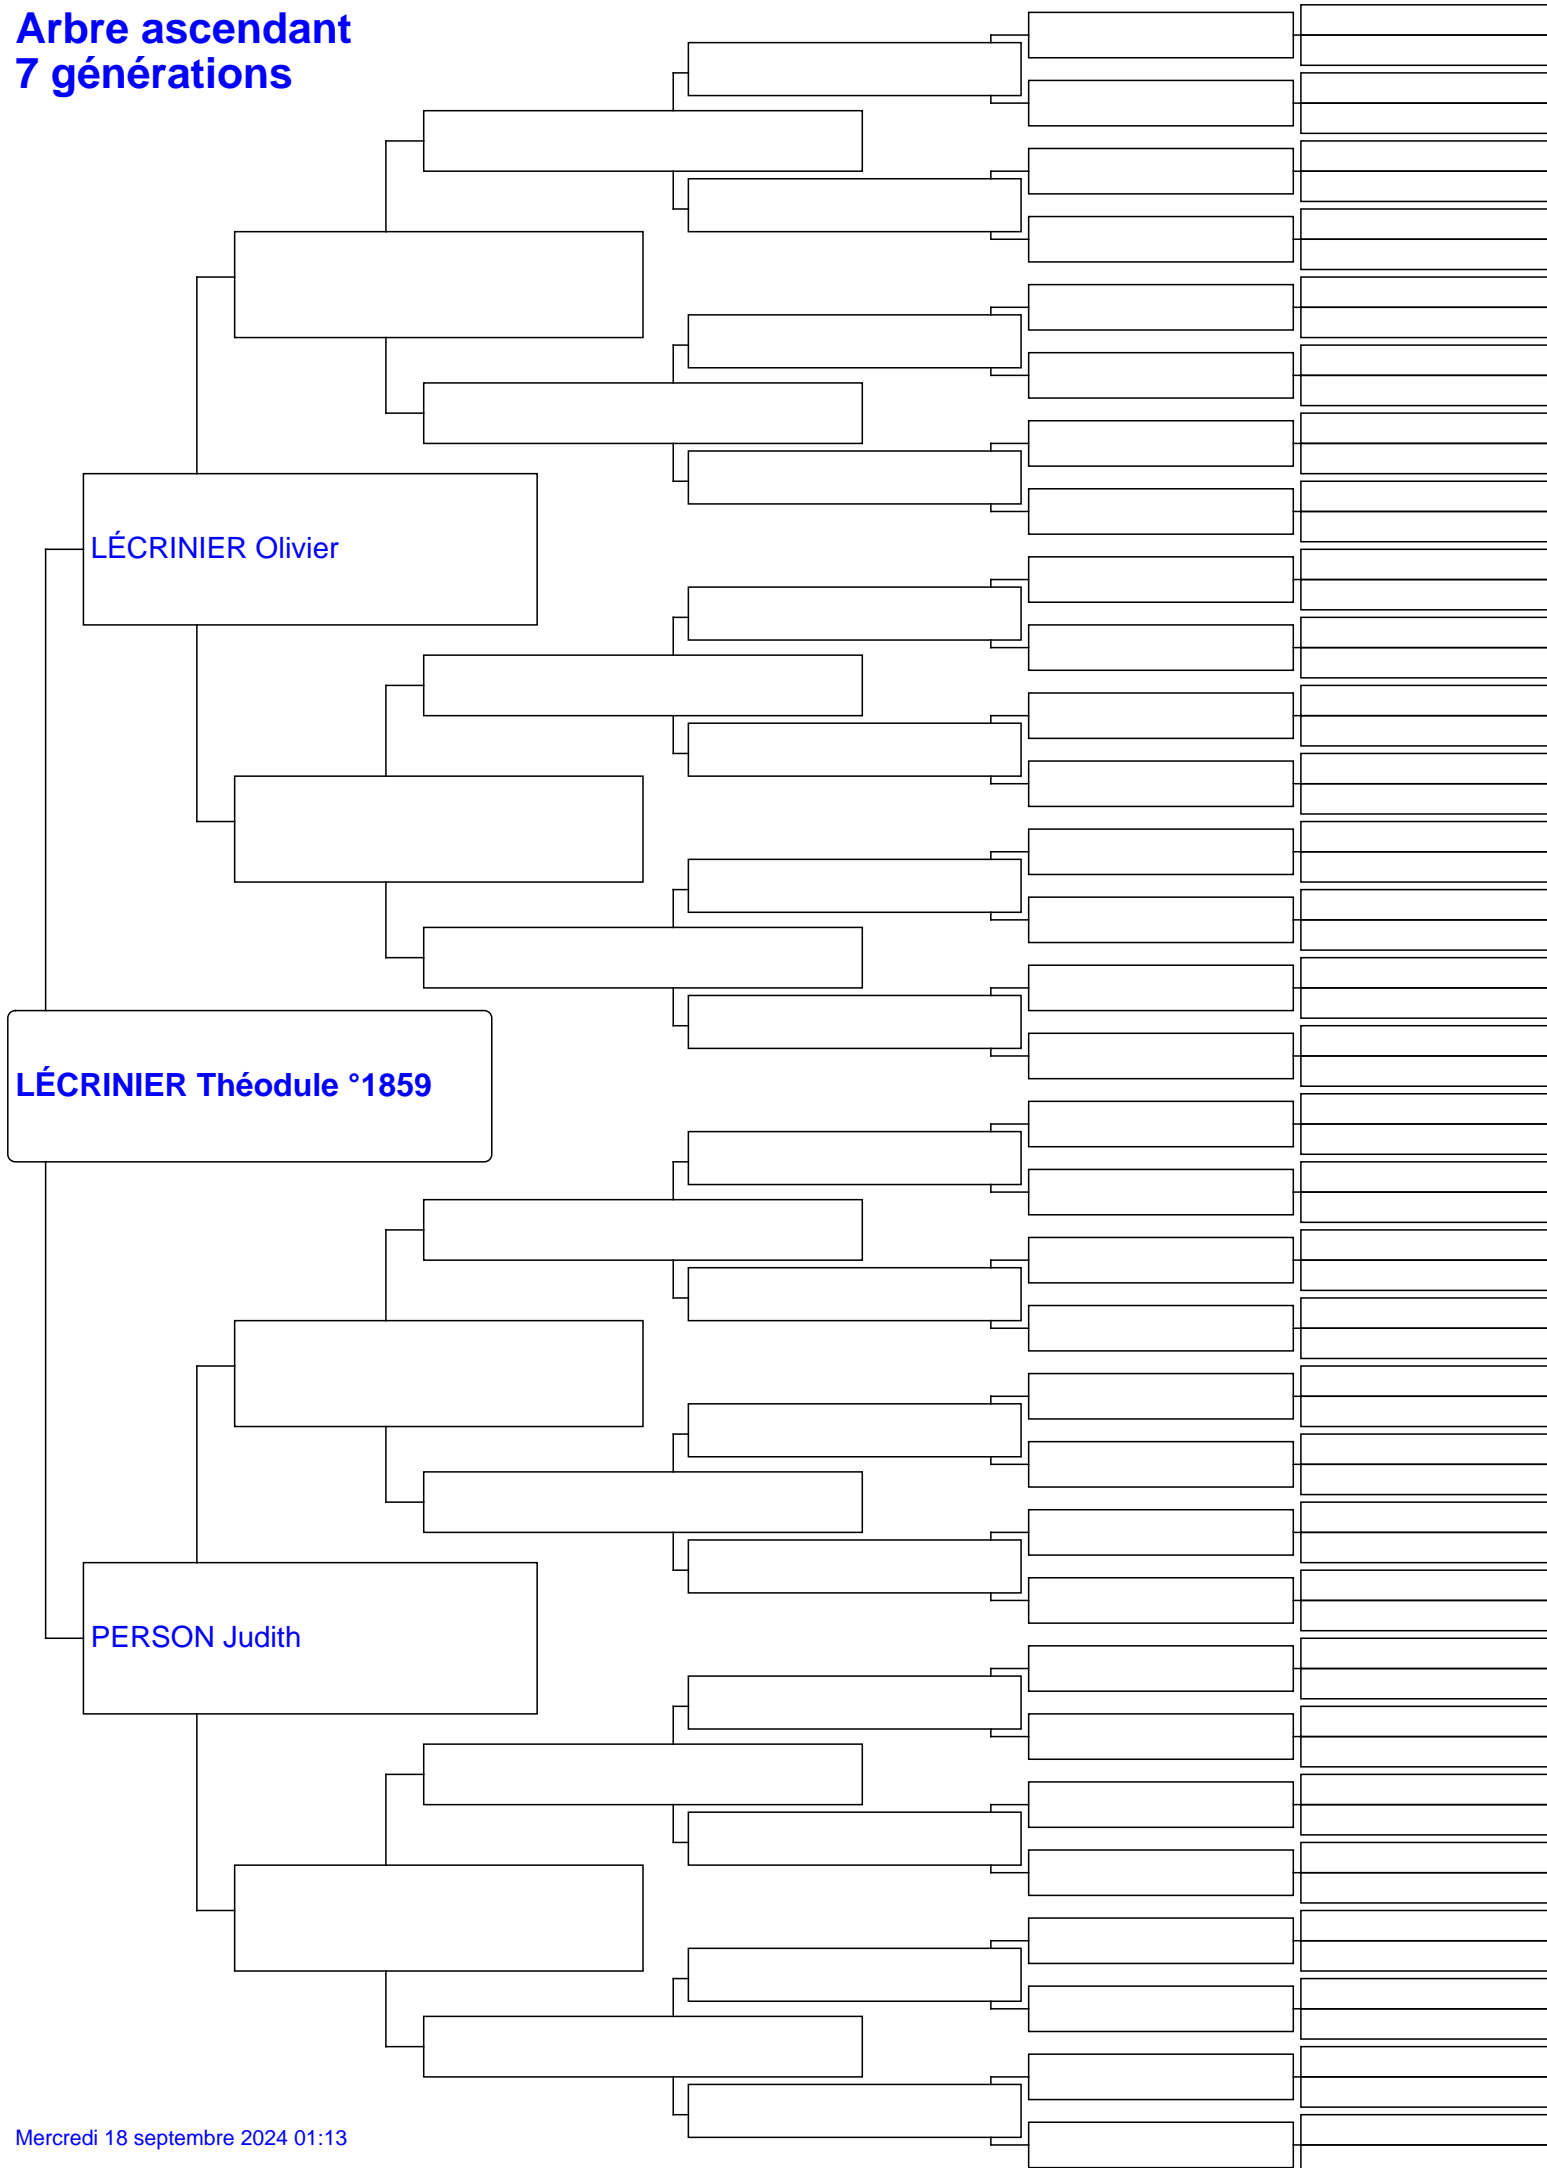 Arbre ascendant
7 générations
LÉCRINIER Olivier
LÉCRINIER Théodule °1859
PERSON Judith
Mercredi 18 septembre 2024 01:13